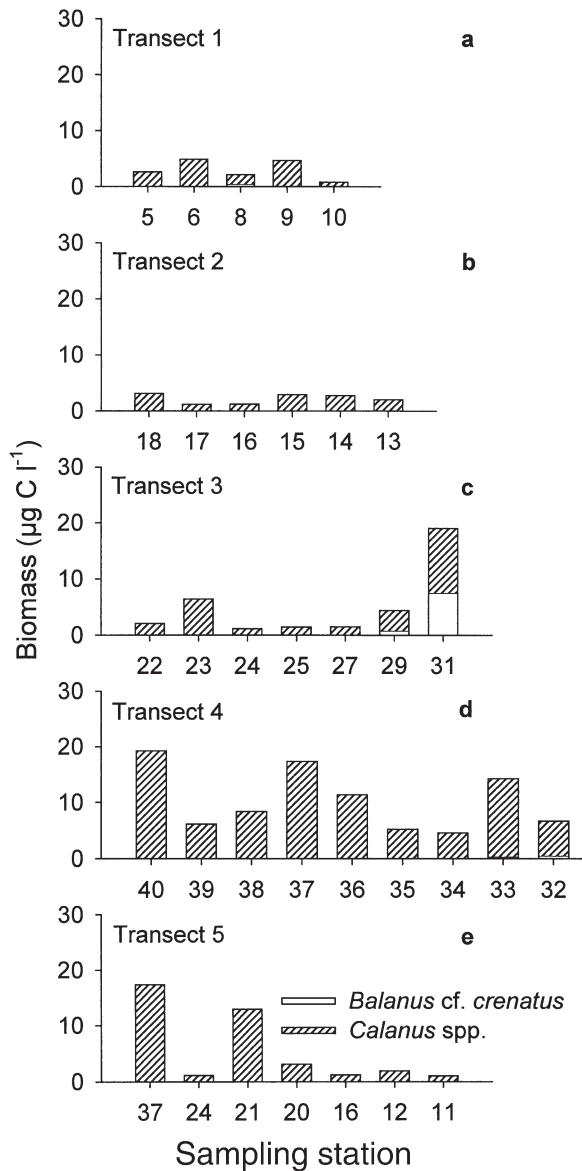 30
Transect 1 a
20
10
0
5 6 8 9 10
30
Transect 2 b
20
10
0
18 17 16 15 14 13
30
Transect 3 c
20
10
0
22 23 24 25 27 29 31
30
Transect 4 d
20
10
0
40 39 38 37 36 35 34 33 32
30
Transect 5 e
20
Balanus cf. crenatus
Calanus spp.
10
0
37 24 21 20 16 12 11
Sampling station
Biomass (µg C l⁻¹)